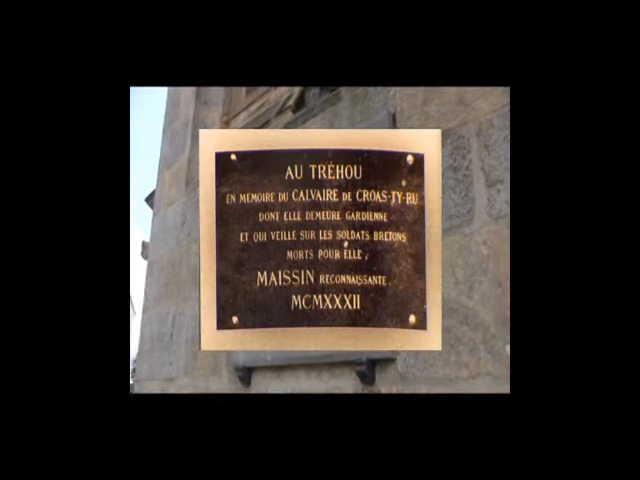 AU TRÉHOU
EN MEMOIRE DU CALVAIRE DE CROAS-TY-RU
DONT ELLE DEMEURE GARDIENNE
ET QUI VEILLE SUR LES SOLDATS BRETONS
MORTS POUR ELLE,
MAISSIN RECONNAISSANTE.
MCMXXXII